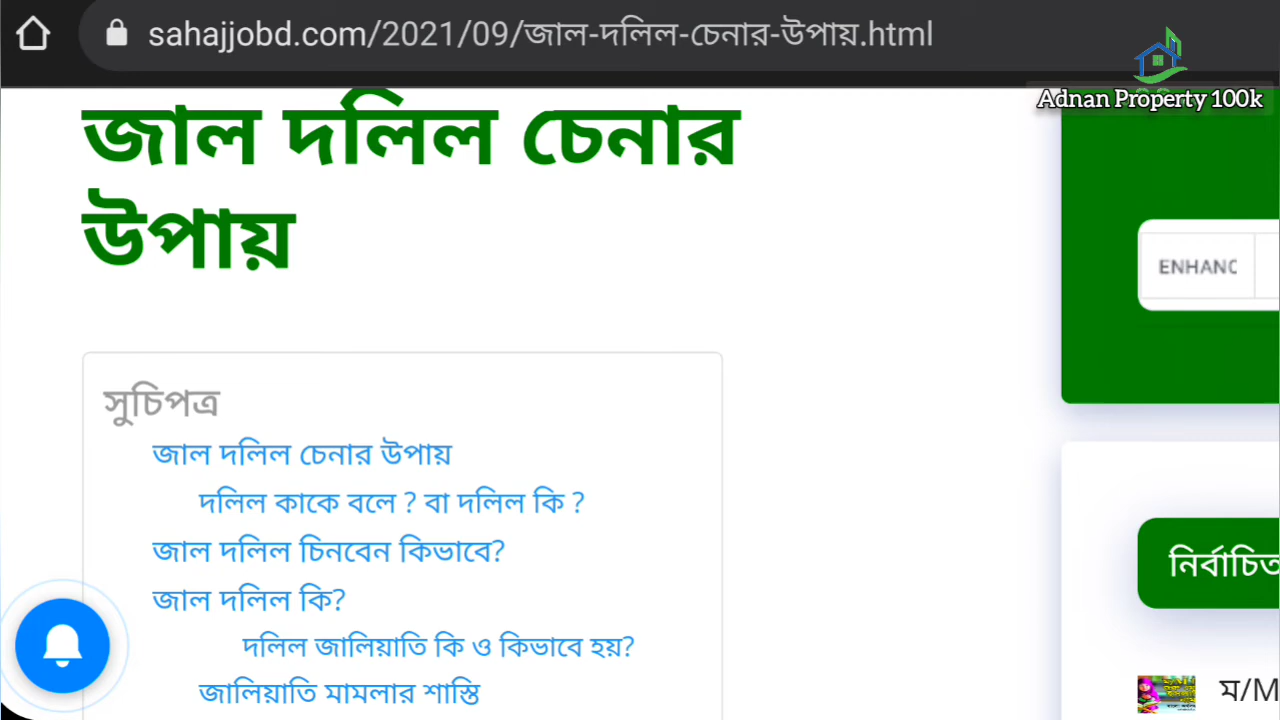 sahajjobd.com/2021/09/জাল-দলিল-চেনার-উপায়.html
Adnan Property 100k
জাল দলিল চেনার
উপায়
ENHANC
সুচিপত্র
জাল দলিল চেনার উপায়
দলিল কাকে বলে ? বা দলিল কি ?
জাল দলিল চিনবেন কিভাবে?
জাল দলিল কি?
নির্বাচিত
দলিল জালিয়াতি কি ও কিভাবে হয়?
জালিয়াতি মামলার শাস্তি
ম/M